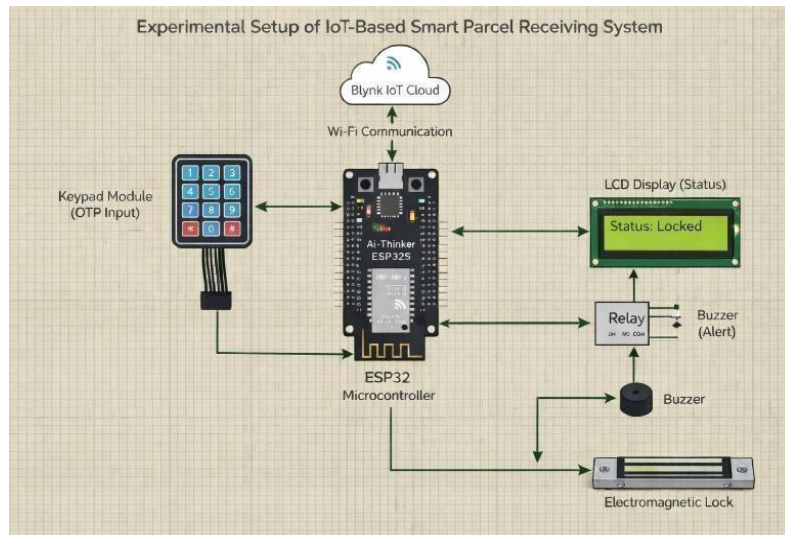 Experimental Setup of IoT-Based Smart Parcel Receiving System
Blynk IoT Cloud
Wi-Fi Communication
Keypad Module
(OTP Input)
1 2 3
4 5 6
7 8 9
* 0 #
Ai-Thinker
ESP32S
ESP32
Microcontroller
LCD Display (Status)
Status: Locked
Relay
Buzzer
(Alert)
Buzzer
Electromagnetic Lock